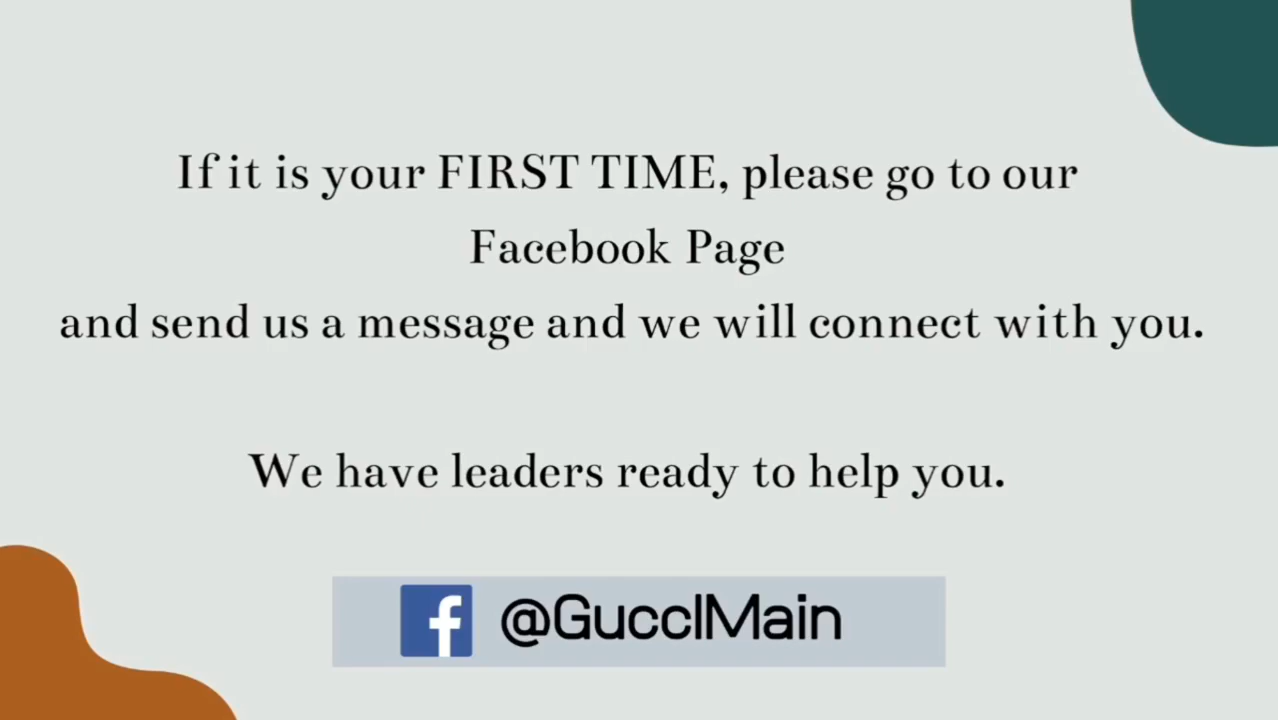 If it is your FIRST TIME, please go to our
Facebook Page
and send us a message and we will connect with you.
We have leaders ready to help you.
@GuccIMain